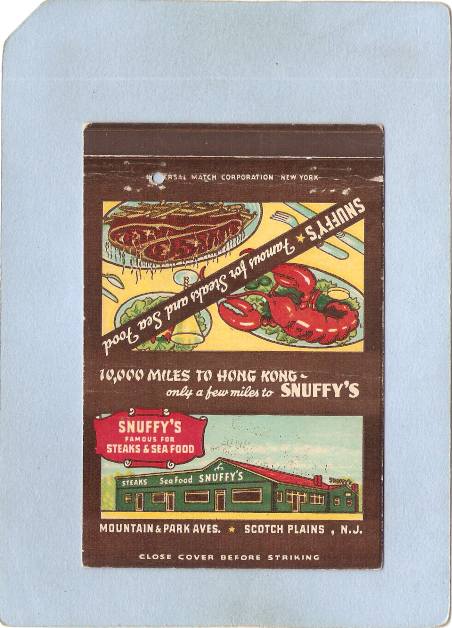 UNIVERSAL MATCH CORPORATION NEW YORK
SNUFFY'S ★ Famous for Steaks and Sea Food
10,000 MILES TO HONG KONG~
only a few miles to SNUFFY'S
SNUFFY'S
FAMOUS FOR
STEAKS & SEA FOOD
STEAKS Sea Food SNUFFY'S
MOUNTAIN & PARK AVES. ★ SCOTCH PLAINS, N.J.
CLOSE COVER BEFORE STRIKING